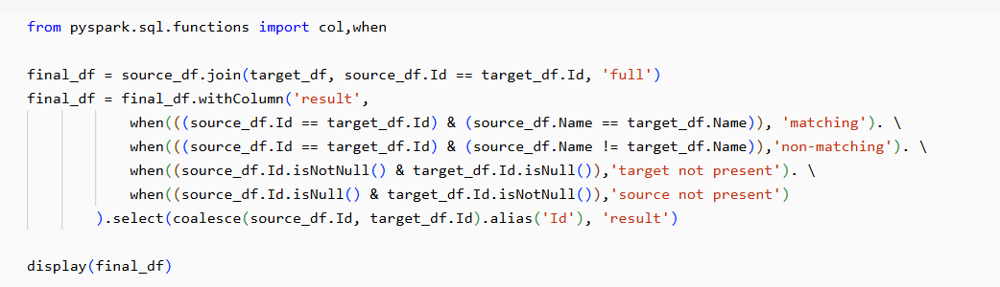 from pyspark.sql.functions import col,when
final_df = source_df.join(target_df, source_df.Id == target_df.Id, 'full')
final_df = final_df.withColumn('result',
when(((source_df.Id == target_df.Id) & (source_df.Name == target_df.Name)), 'matching'). \
when(((source_df.Id == target_df.Id) & (source_df.Name != target_df.Name)),'non-matching'). \
when((source_df.Id.isNotNull() & target_df.Id.isNull()),'target not present'). \
when((source_df.Id.isNull() & target_df.Id.isNotNull()),'source not present')
).select(coalesce(source_df.Id, target_df.Id).alias('Id'), 'result')
display(final_df)